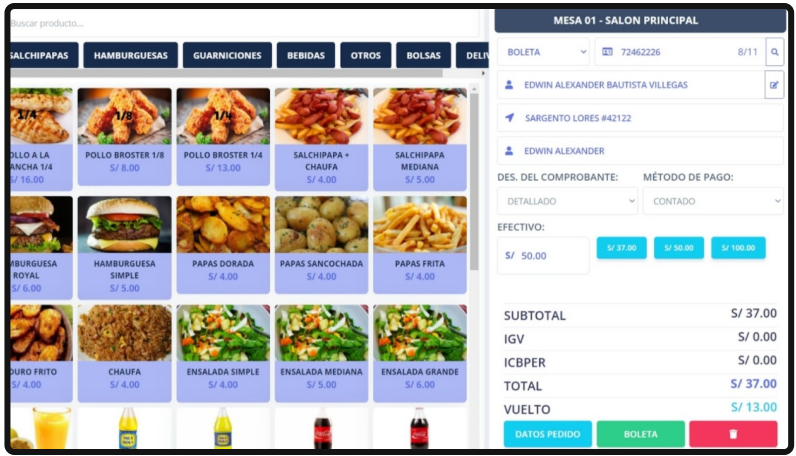 Buscar producto...
SALCHIPAPAS HAMBURGUESAS GUARNICIONES BEBIDAS OTROS BOLSAS
1/4
1/8
1/4
OLLO A LA
ANCHA 1/4
S/ 16.00
POLLO BROSTER 1/8
S/ 8.00
POLLO BROSTER 1/4
S/ 13.00
SALCHIPAPA +
CHAUFA
S/ 4.00
SALCHIPAPA
MEDIANA
S/ 5.00
MBURGUESA
ROYAL
S/ 6.00
HAMBURGUESA
SIMPLE
S/ 5.00
PAPAS DORADA
S/ 4.00
PAPAS SANCOCHADA
S/ 4.00
PAPAS FRITA
S/ 4.00
DURO FRITO
S/ 4.00
CHAUFA
S/ 4.00
ENSALADA SIMPLE
S/ 4.00
ENSALADA MEDIANA
S/ 5.00
ENSALADA GRANDE
S/ 6.00
MESA 01 - SALON PRINCIPAL
BOLETA 72462226 8/11
EDWIN ALEXANDER BAUTISTA VILLEGAS
SARGENTO LORES #42122
EDWIN ALEXANDER
DES. DEL COMPROBANTE: MÉTODO DE PAGO:
DETALLADO CONTADO
EFECTIVO:
S/ 50.00 S/ 37.00 S/ 50.00 S/ 100.00
SUBTOTAL S/ 37.00
IGV S/ 0.00
ICBPER S/ 0.00
TOTAL S/ 37.00
VUELTO S/ 13.00
DATOS PEDIDO BOLETA